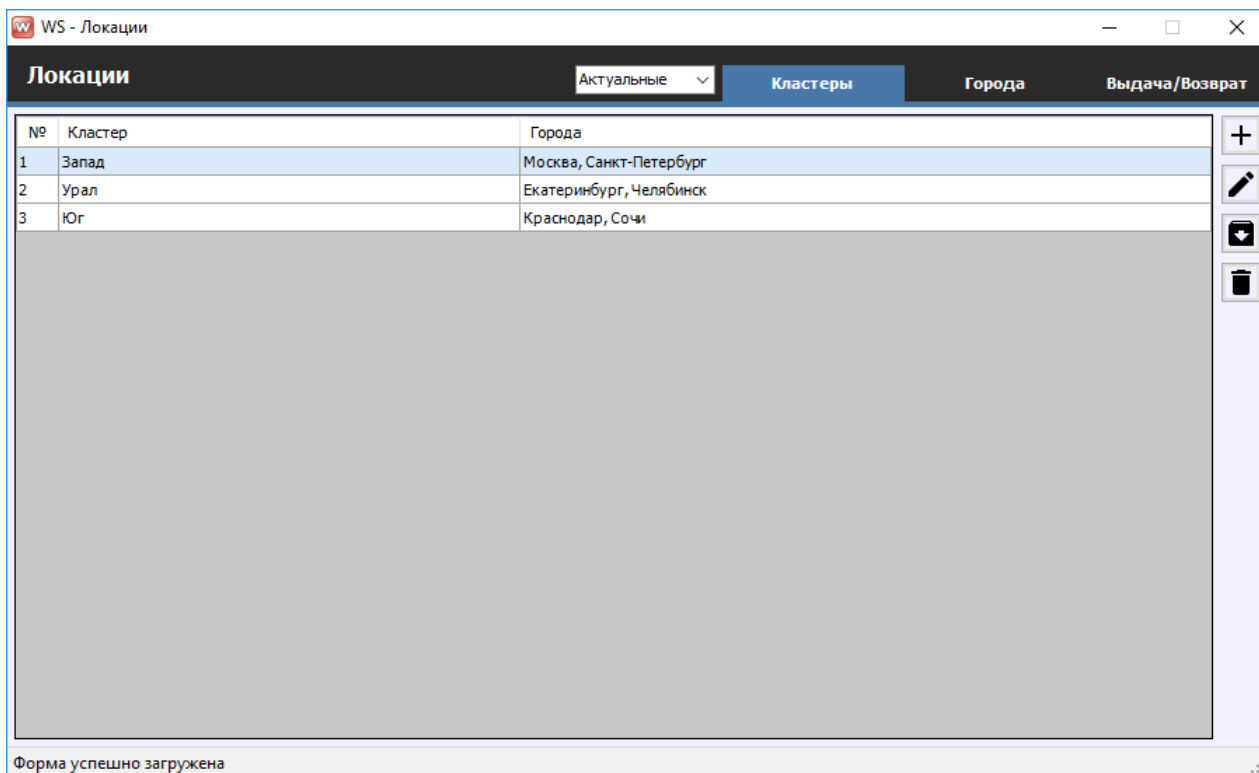 WS - Локации
Локации
Актуальные
Кластеры
Города
Выдача/Возврат
№ Кластер Города
1 Запад Москва, Санкт-Петербург
2 Урал Екатеринбург, Челябинск
3 Юг Краснодар, Сочи
Форма успешно загружена